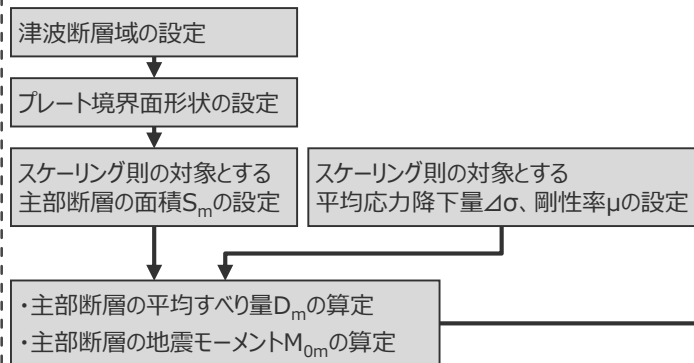 津波断層域の設定
プレート境界面形状の設定
スケーリング則の対象とする
主部断層の面積Smの設定
スケーリング則の対象とする
平均応力降下量⊿σ、剛性率μの設定
・主部断層の平均すべり量Dmの算定
・主部断層の地震モーメントM0mの算定